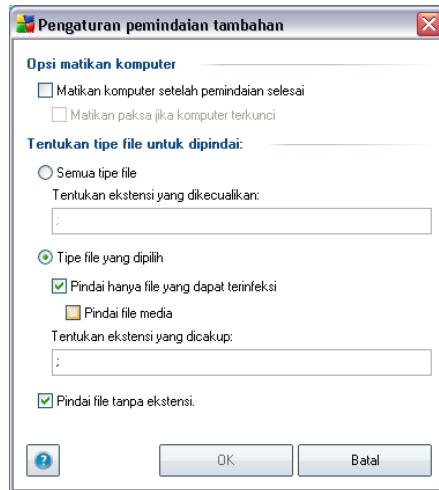 Pengaturan pemindaian tambahan
Opsi matikan komputer
Matikan komputer setelah pemindaian selesai
Matikan paksa jika komputer terkunci
Tentukan tipe file untuk dipindai:
Semua tipe file
Tentukan ekstensi yang dikecualikan:
;
Tipe file yang dipilih
Pindai hanya file yang dapat terinfeksi
Pindai file media
Tentukan ekstensi yang dicakup:
;
Pindai file tanpa ekstensi.
? OK Batal